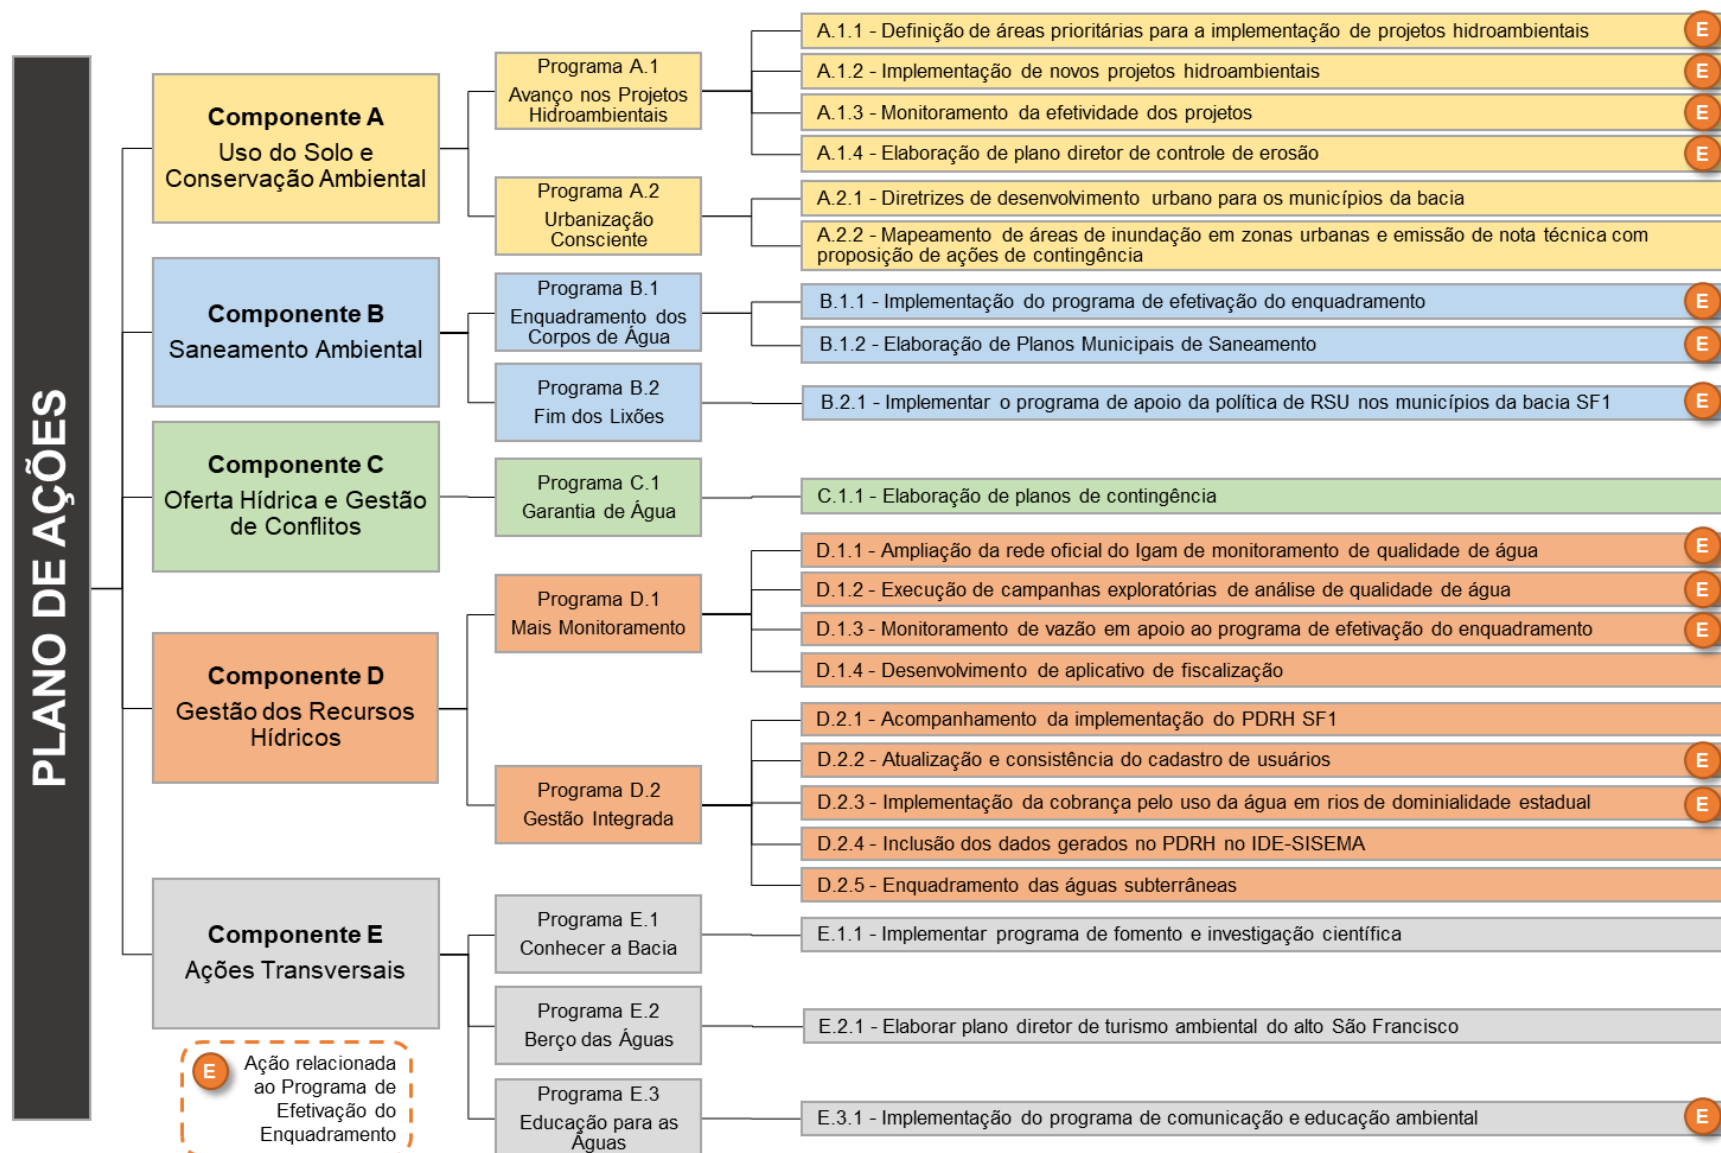 PLANO DE AÇÕES
Componente A
Uso do Solo e
Conservação Ambiental
Programa A.1
Avanço nos Projetos
Hidroambientais
A.1.1 - Definição de áreas prioritárias para a implementação de projetos hidroambientais
E
A.1.2 - Implementação de novos projetos hidroambientais
E
A.1.3 - Monitoramento da efetividade dos projetos
E
A.1.4 - Elaboração de plano diretor de controle de erosão
E
Programa A.2
Urbanização
Consciente
A.2.1 - Diretrizes de desenvolvimento urbano para os municípios da bacia
A.2.2 - Mapeamento de áreas de inundação em zonas urbanas e emissão de nota técnica com
proposição de ações de contingência
Componente B
Saneamento Ambiental
Programa B.1
Enquadramento dos
Corpos de Água
B.1.1 - Implementação do programa de efetivação do enquadramento
E
B.1.2 - Elaboração de Planos Municipais de Saneamento
E
Programa B.2
Fim dos Lixões
B.2.1 - Implementar o programa de apoio da política de RSU nos municípios da bacia SF1
E
Componente C
Oferta Hídrica e Gestão
de Conflitos
Programa C.1
Garantia de Água
C.1.1 - Elaboração de planos de contingência
Componente D
Gestão dos Recursos
Hídricos
Programa D.1
Mais Monitoramento
D.1.1 - Ampliação da rede oficial do Igam de monitoramento de qualidade de água
E
D.1.2 - Execução de campanhas exploratórias de análise de qualidade de água
E
D.1.3 - Monitoramento de vazão em apoio ao programa de efetivação do enquadramento
E
D.1.4 - Desenvolvimento de aplicativo de fiscalização
Programa D.2
Gestão Integrada
D.2.1 - Acompanhamento da implementação do PDRH SF1
D.2.2 - Atualização e consistência do cadastro de usuários
E
D.2.3 - Implementação da cobrança pelo uso da água em rios de dominialidade estadual
E
D.2.4 - Inclusão dos dados gerados no PDRH no IDE-SISEMA
D.2.5 - Enquadramento das águas subterrâneas
Componente E
Ações Transversais
Programa E.1
Conhecer a Bacia
E.1.1 - Implementar programa de fomento e investigação científica
Programa E.2
Berço das Águas
E.2.1 - Elaborar plano diretor de turismo ambiental do alto São Francisco
Programa E.3
Educação para as
Águas
E.3.1 - Implementação do programa de comunicação e educação ambiental
E
E
Ação relacionada
ao Programa de
Efetivação do
Enquadramento